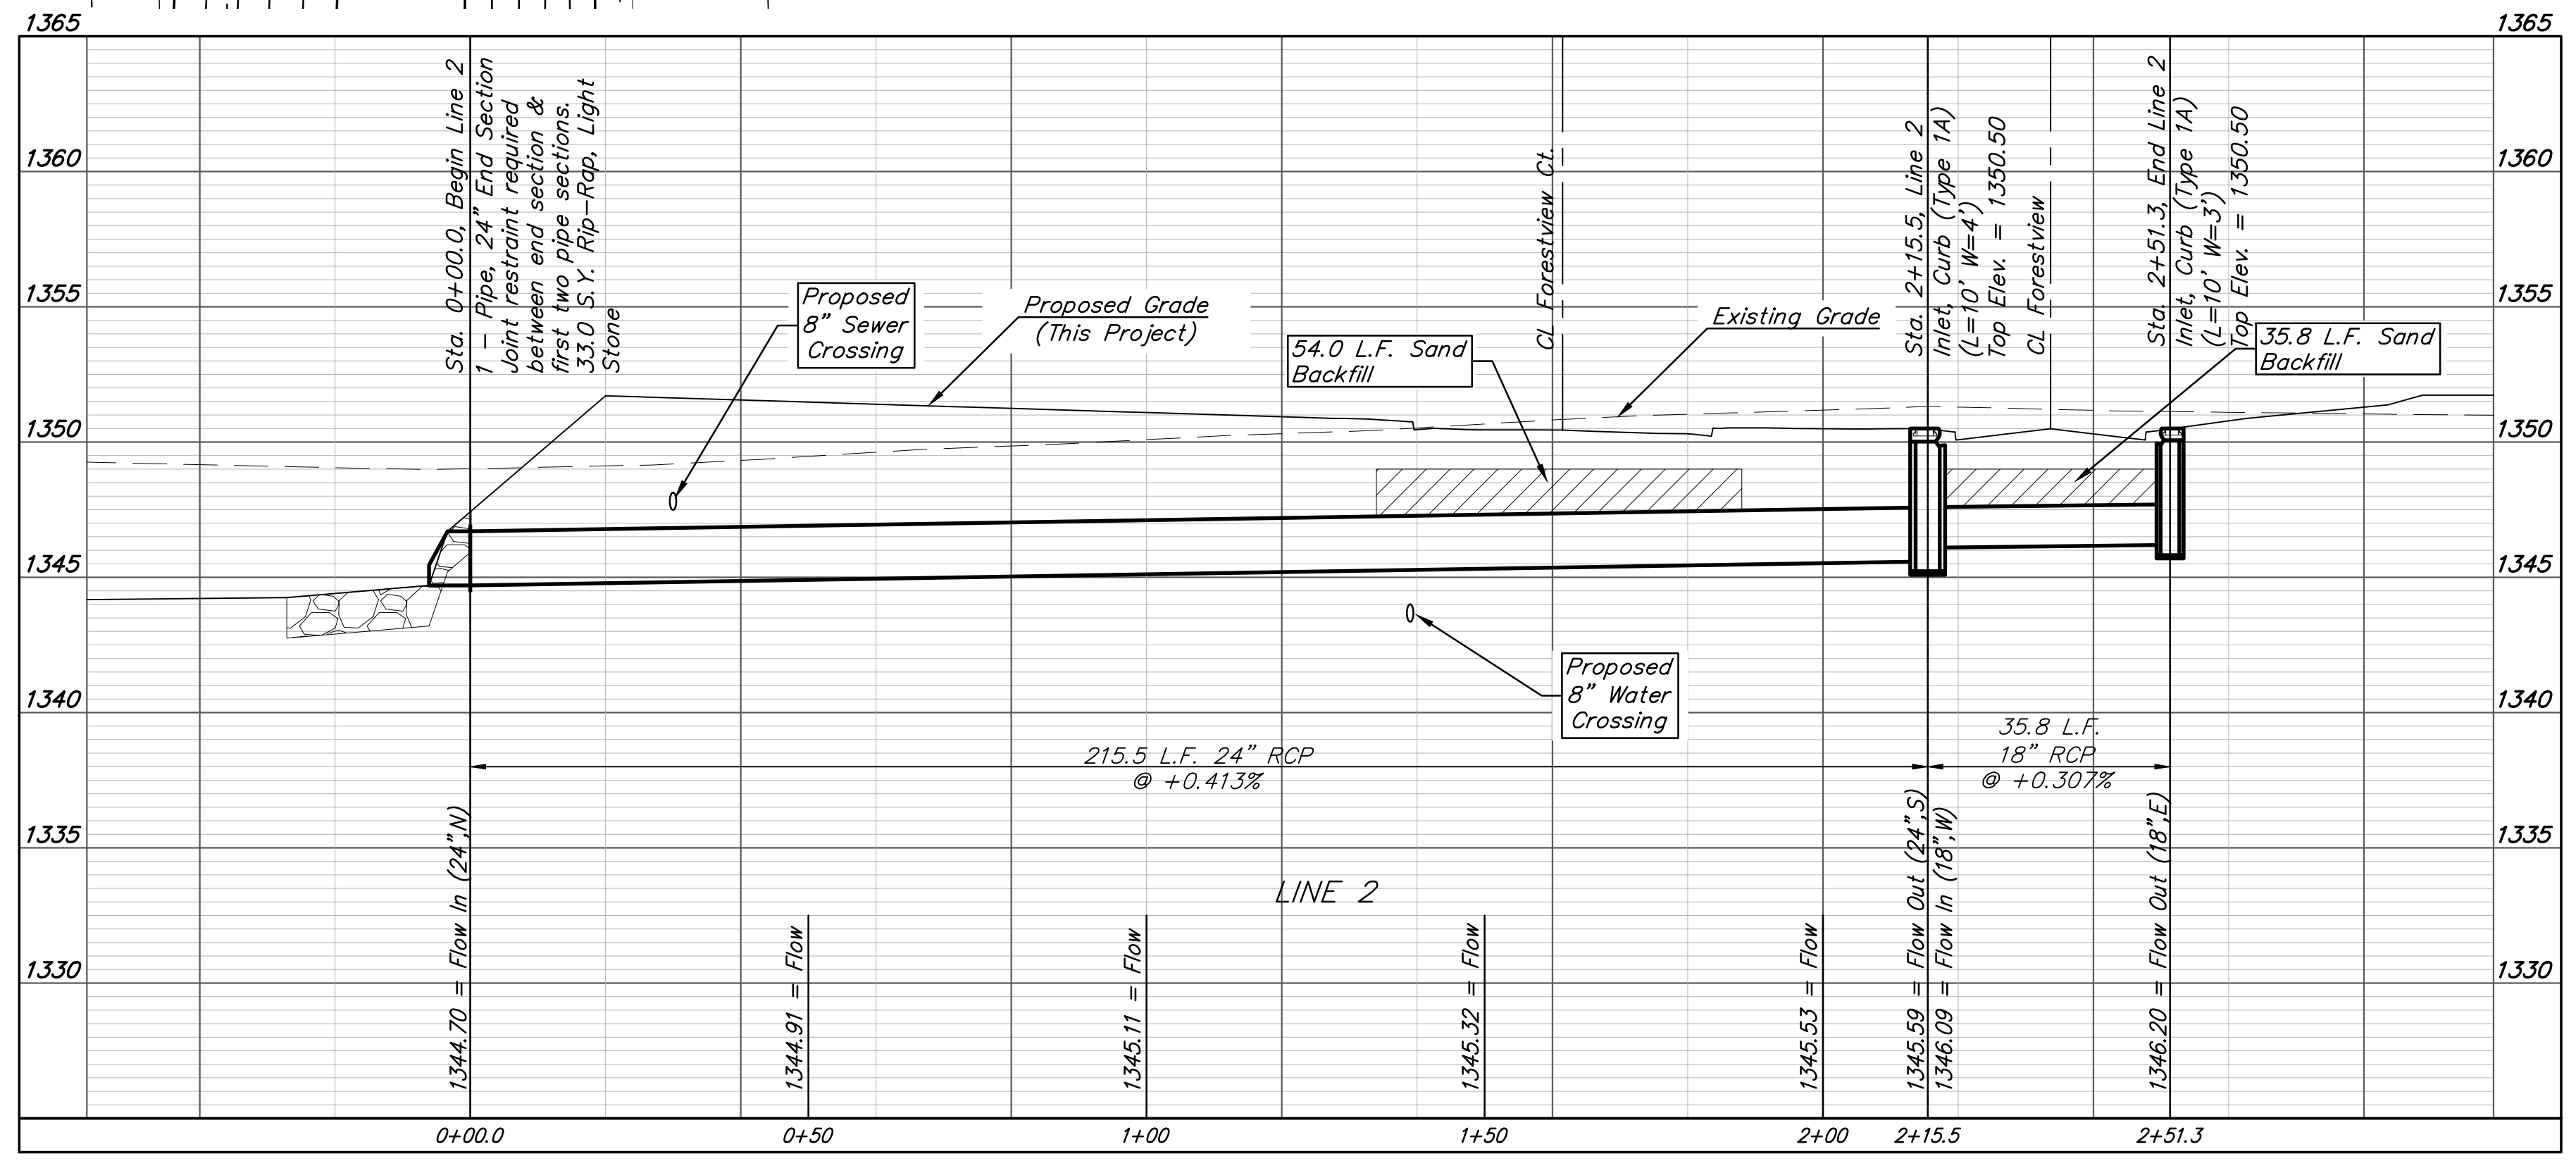 1365
1365
1360
1360
1355
1355
1350
1350
1345
1345
1340
1340
1335
1335
1330
1330
Sta. 0+00.0, Begin Line 2
1 - Pipe, 24" End Section
Joint restraint required
between end section &
first two pipe sections.
33.0 S.Y. Rip-Rap, Light
Stone
Proposed
8" Sewer
Crossing
Proposed Grade
(This Project)
54.0 L.F. Sand
Backfill
CL Forestview Ct.
Existing Grade
Sta. 2+15.5, Line 2
Inlet, Curb (Type 1A)
(L=10' W=4')
Top Elev. = 1350.50
CL Forestview
Sta. 2+51.3, End Line 2
Inlet, Curb (Type 1A)
(L=10' W=3')
Top Elev. = 1350.50
35.8 L.F. Sand
Backfill
Proposed
8" Water
Crossing
215.5 L.F. 24" RCP
@ +0.413%
35.8 L.F.
18" RCP
@ +0.307%
LINE 2
1344.70 = Flow In (24",N)
1344.91 = Flow
1345.11 = Flow
1345.32 = Flow
1345.53 = Flow
1345.59 = Flow Out (24",S)
1346.09 = Flow In (18",W)
1346.20 = Flow Out (18",E)
0+00.0
0+50
1+00
1+50
2+00
2+15.5
2+51.3